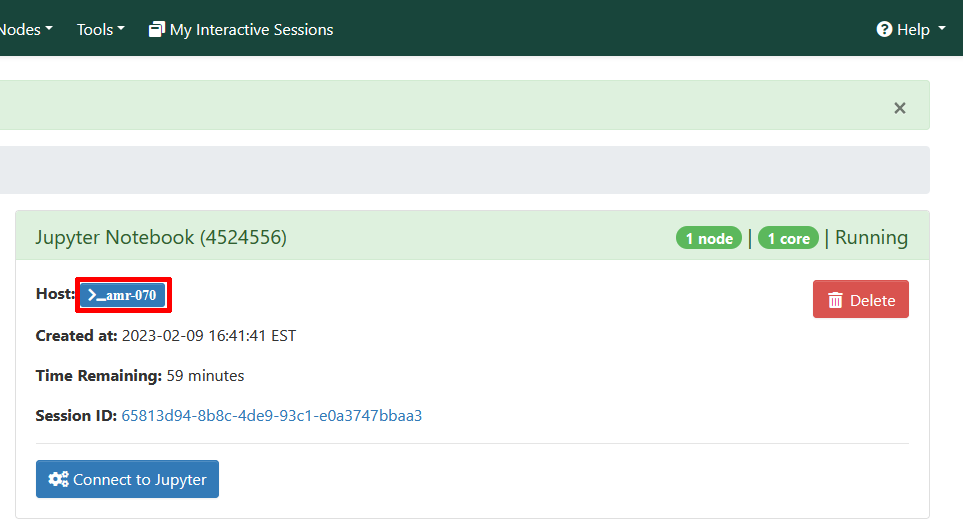 Nodes Tools My Interactive Sessions Help
×
Jupyter Notebook (4524556) 1 node | 1 core | Running
Host: >_amr-070 Delete
Created at: 2023-02-09 16:41:41 EST
Time Remaining: 59 minutes
Session ID: 65813d94-8b8c-4de9-93c1-e0a3747bbaa3
Connect to Jupyter